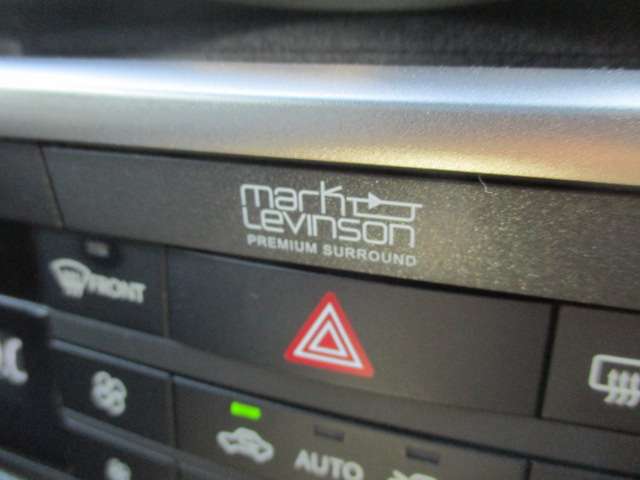 mark
Levinson
PREMIUM SURROUND
FRONT
AUTO